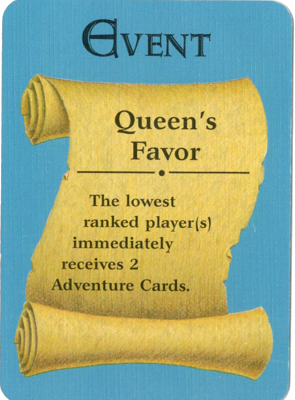 Event
Queen's
Favor
The lowest
ranked player(s)
immediately
receives 2
Adventure Cards.